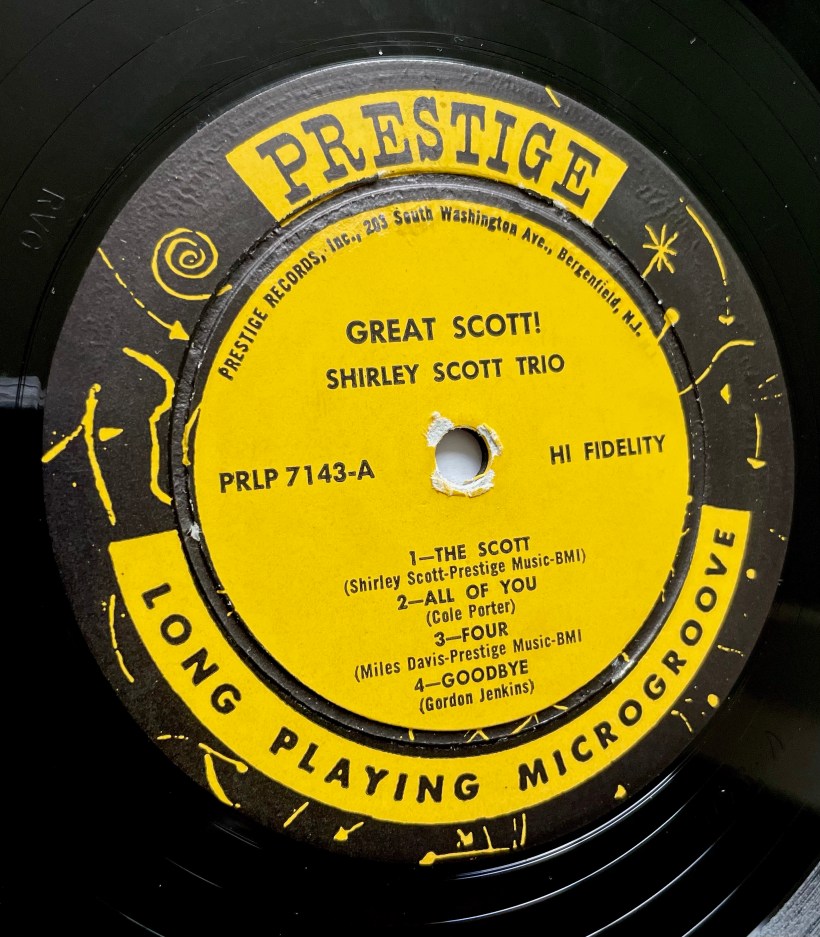 PRESTIGE
PRESTIGE RECORDS, Inc., 203 South Washington Ave., Bergenfield, N.J.
GREAT SCOTT!
SHIRLEY SCOTT TRIO
PRLP 7143-A
HI FIDELITY
1—THE SCOTT
(Shirley Scott-Prestige Music-BMI)
2—ALL OF YOU
(Cole Porter)
3—FOUR
(Miles Davis-Prestige Music-BMI
4—GOODBYE
(Gordon Jenkins)
LONG PLAYING MICROGROOVE
RVG